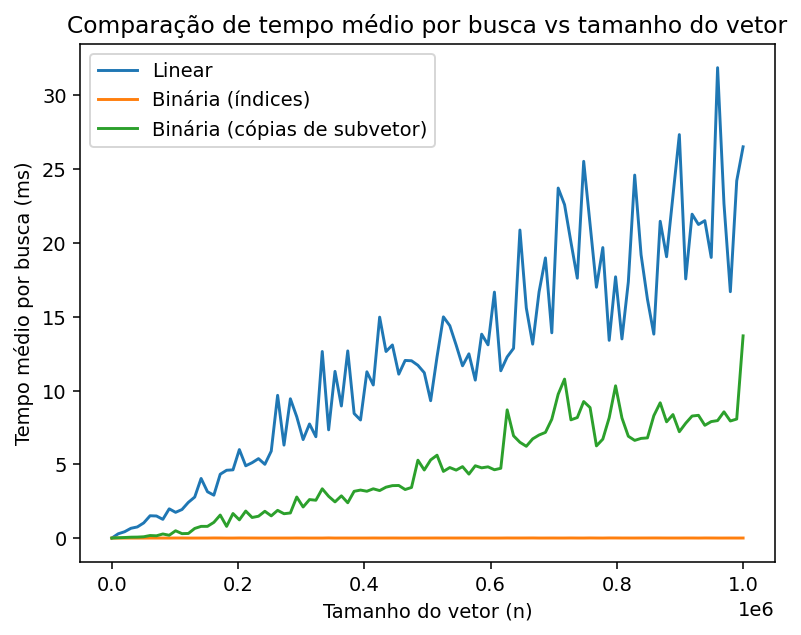 Comparação de tempo médio por busca vs tamanho do vetor
Linear
Binária (índices)
Binária (cópias de subvetor)
Tempo médio por busca (ms)
30
25
20
15
10
5
0
0.0 0.2 0.4 0.6 0.8 1.0
1e6
Tamanho do vetor (n)